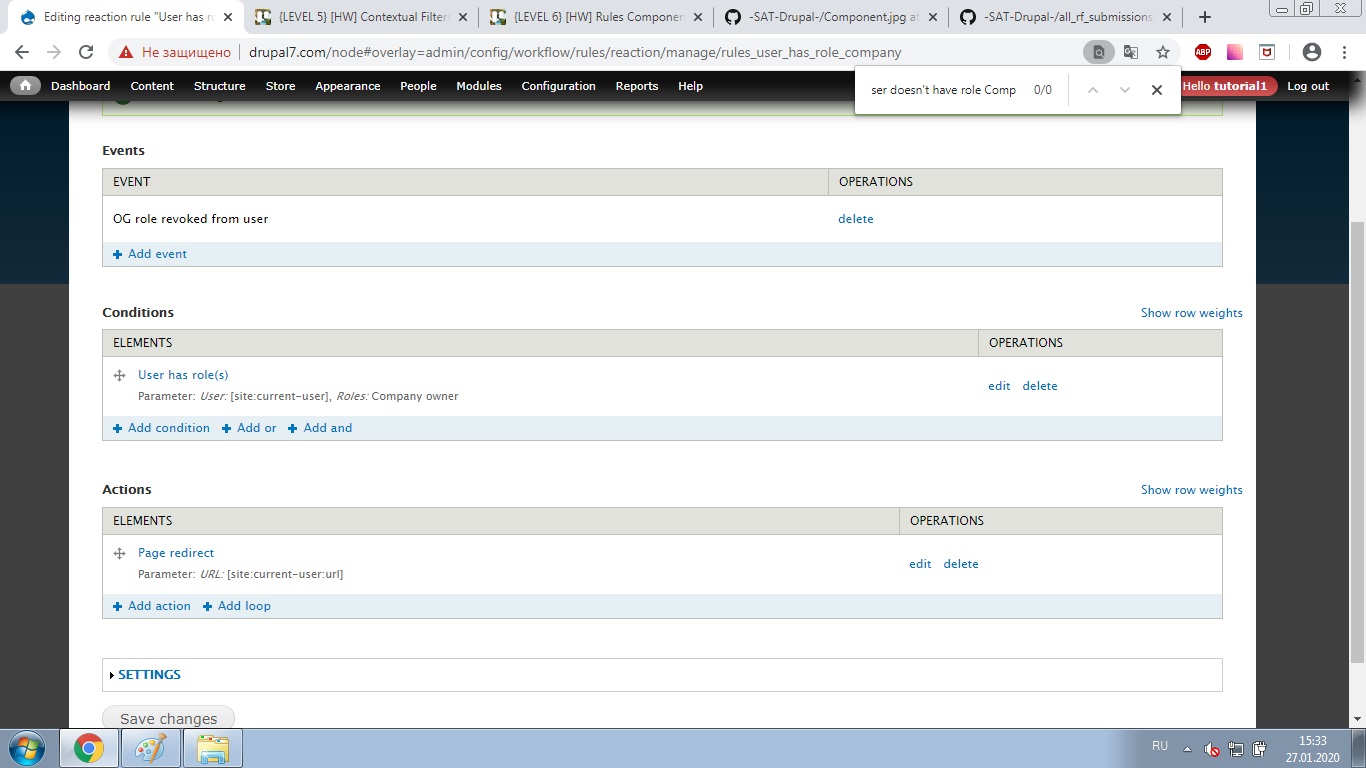 Editing reaction rule "User has ro
{LEVEL 5} [HW] Contextual Filters
{LEVEL 6} [HW] Rules Componen
-SAT-Drupal-/Component.jpg at
-SAT-Drupal-/all_rf_submissions.
Не защищено
drupal7.com/node#overlay=admin/config/workflow/rules/reaction/manage/rules_user_has_role_company
ABP
Dashboard Content Structure Store Appearance People Modules Configuration Reports Help
ser doesn't have role Comp 0/0
Hello tutorial1 Log out
Events
EVENT OPERATIONS
OG role revoked from user delete
Add event
Conditions Show row weights
ELEMENTS OPERATIONS
User has role(s)
edit delete
Parameter: User: [site:current-user], Roles: Company owner
Add condition Add or Add and
Actions Show row weights
ELEMENTS OPERATIONS
Page redirect
edit delete
Parameter: URL: [site:current-user:url]
Add action Add loop
SETTINGS
Save changes
RU
15:33
27.01.2020